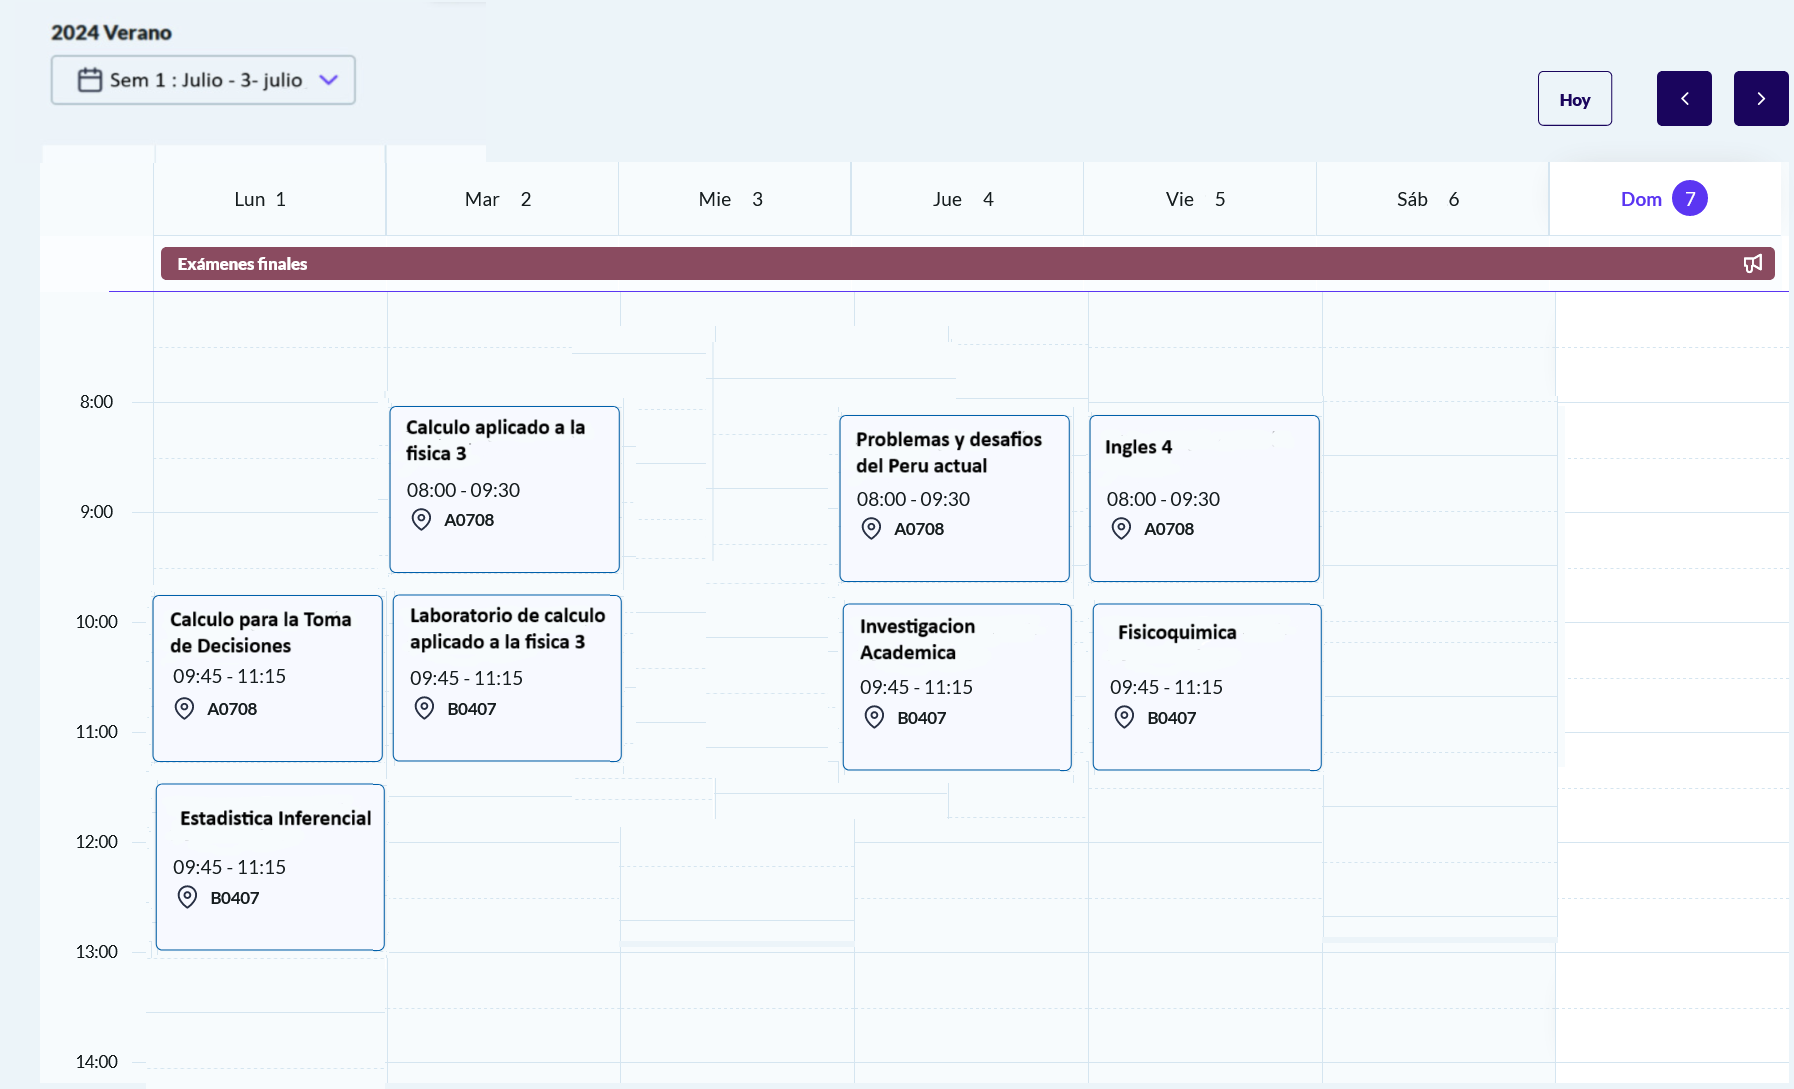 2024 Verano
Sem 1 : Julio - 3- julio
Hoy
Lun 1
Mar 2
Mie 3
Jue 4
Vie 5
Sáb 6
Dom 7
Exámenes finales
8:00
9:00
10:00
11:00
12:00
13:00
14:00
Calculo para la Toma
de Decisiones
09:45 - 11:15
A0708
Estadistica Inferencial
09:45 - 11:15
B0407
Calculo aplicado a la
fisica 3
08:00 - 09:30
A0708
Laboratorio de calculo
aplicado a la fisica 3
09:45 - 11:15
B0407
Problemas y desafios
del Peru actual
08:00 - 09:30
A0708
Investigacion
Academica
09:45 - 11:15
B0407
Ingles 4
08:00 - 09:30
A0708
Fisicoquimica
09:45 - 11:15
B0407